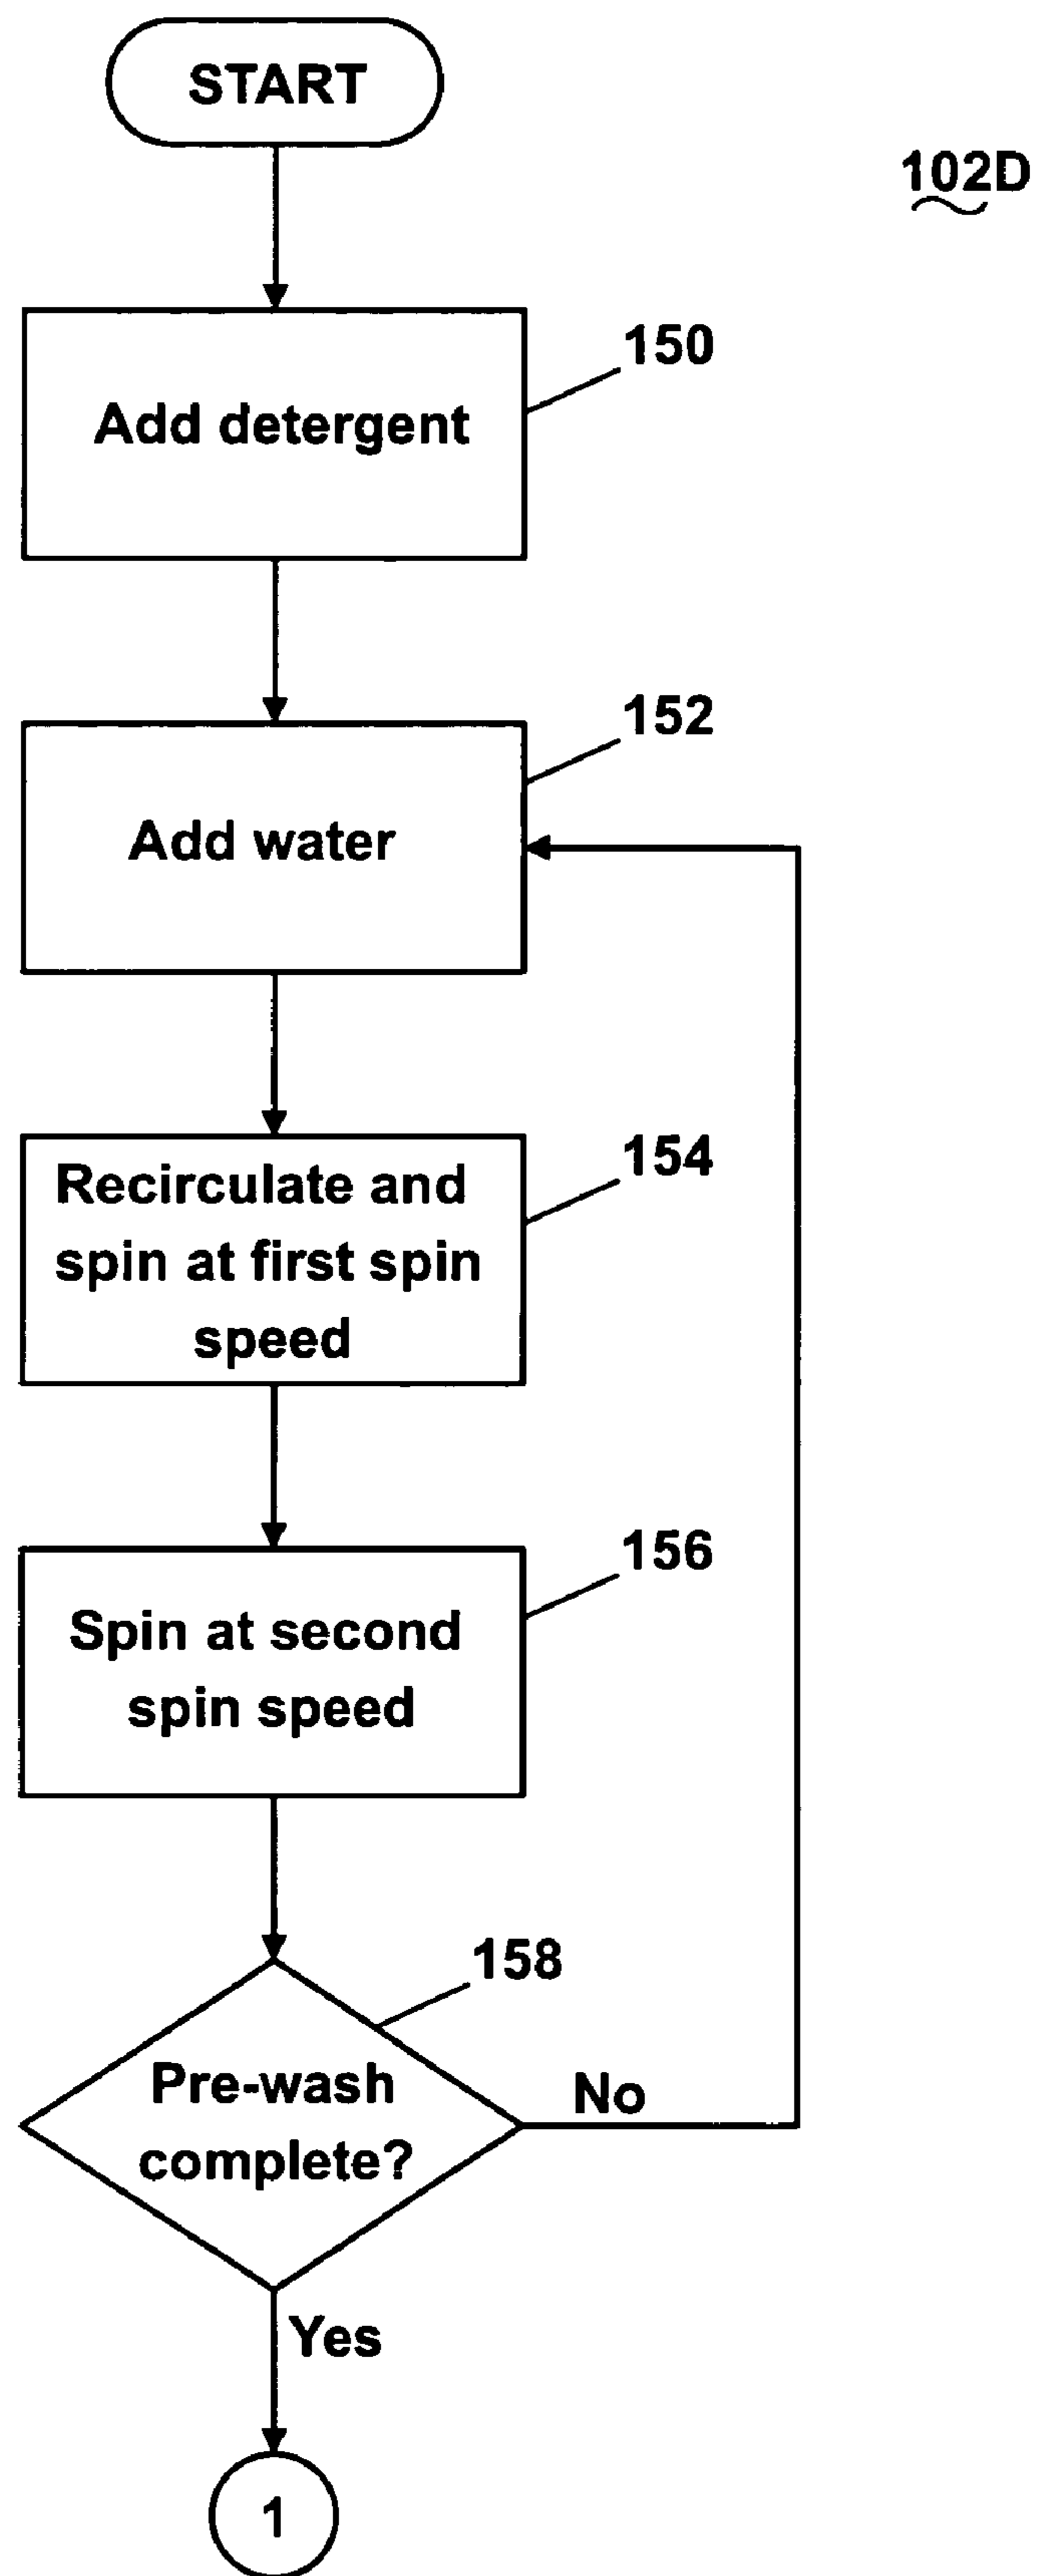 START
102D
150
Add detergent
152
Add water
154
Recirculate and
spin at first spin
speed
156
Spin at second
spin speed
158
Pre-wash
complete?
No
Yes
1